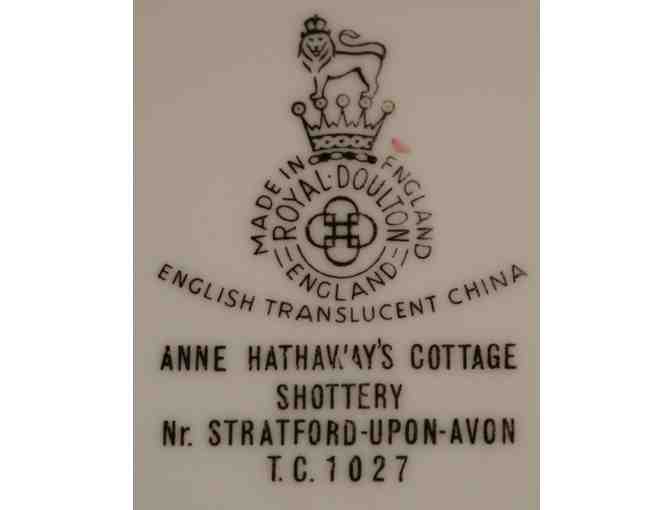 MADE IN ENGLAND
ROYAL·DOULTON
ENGLAND
ENGLISH TRANSLUCENT CHINA
ANNE HATHAWAY'S COTTAGE
SHOTTERY
Nr. STRATFORD-UPON-AVON
T.C.1027